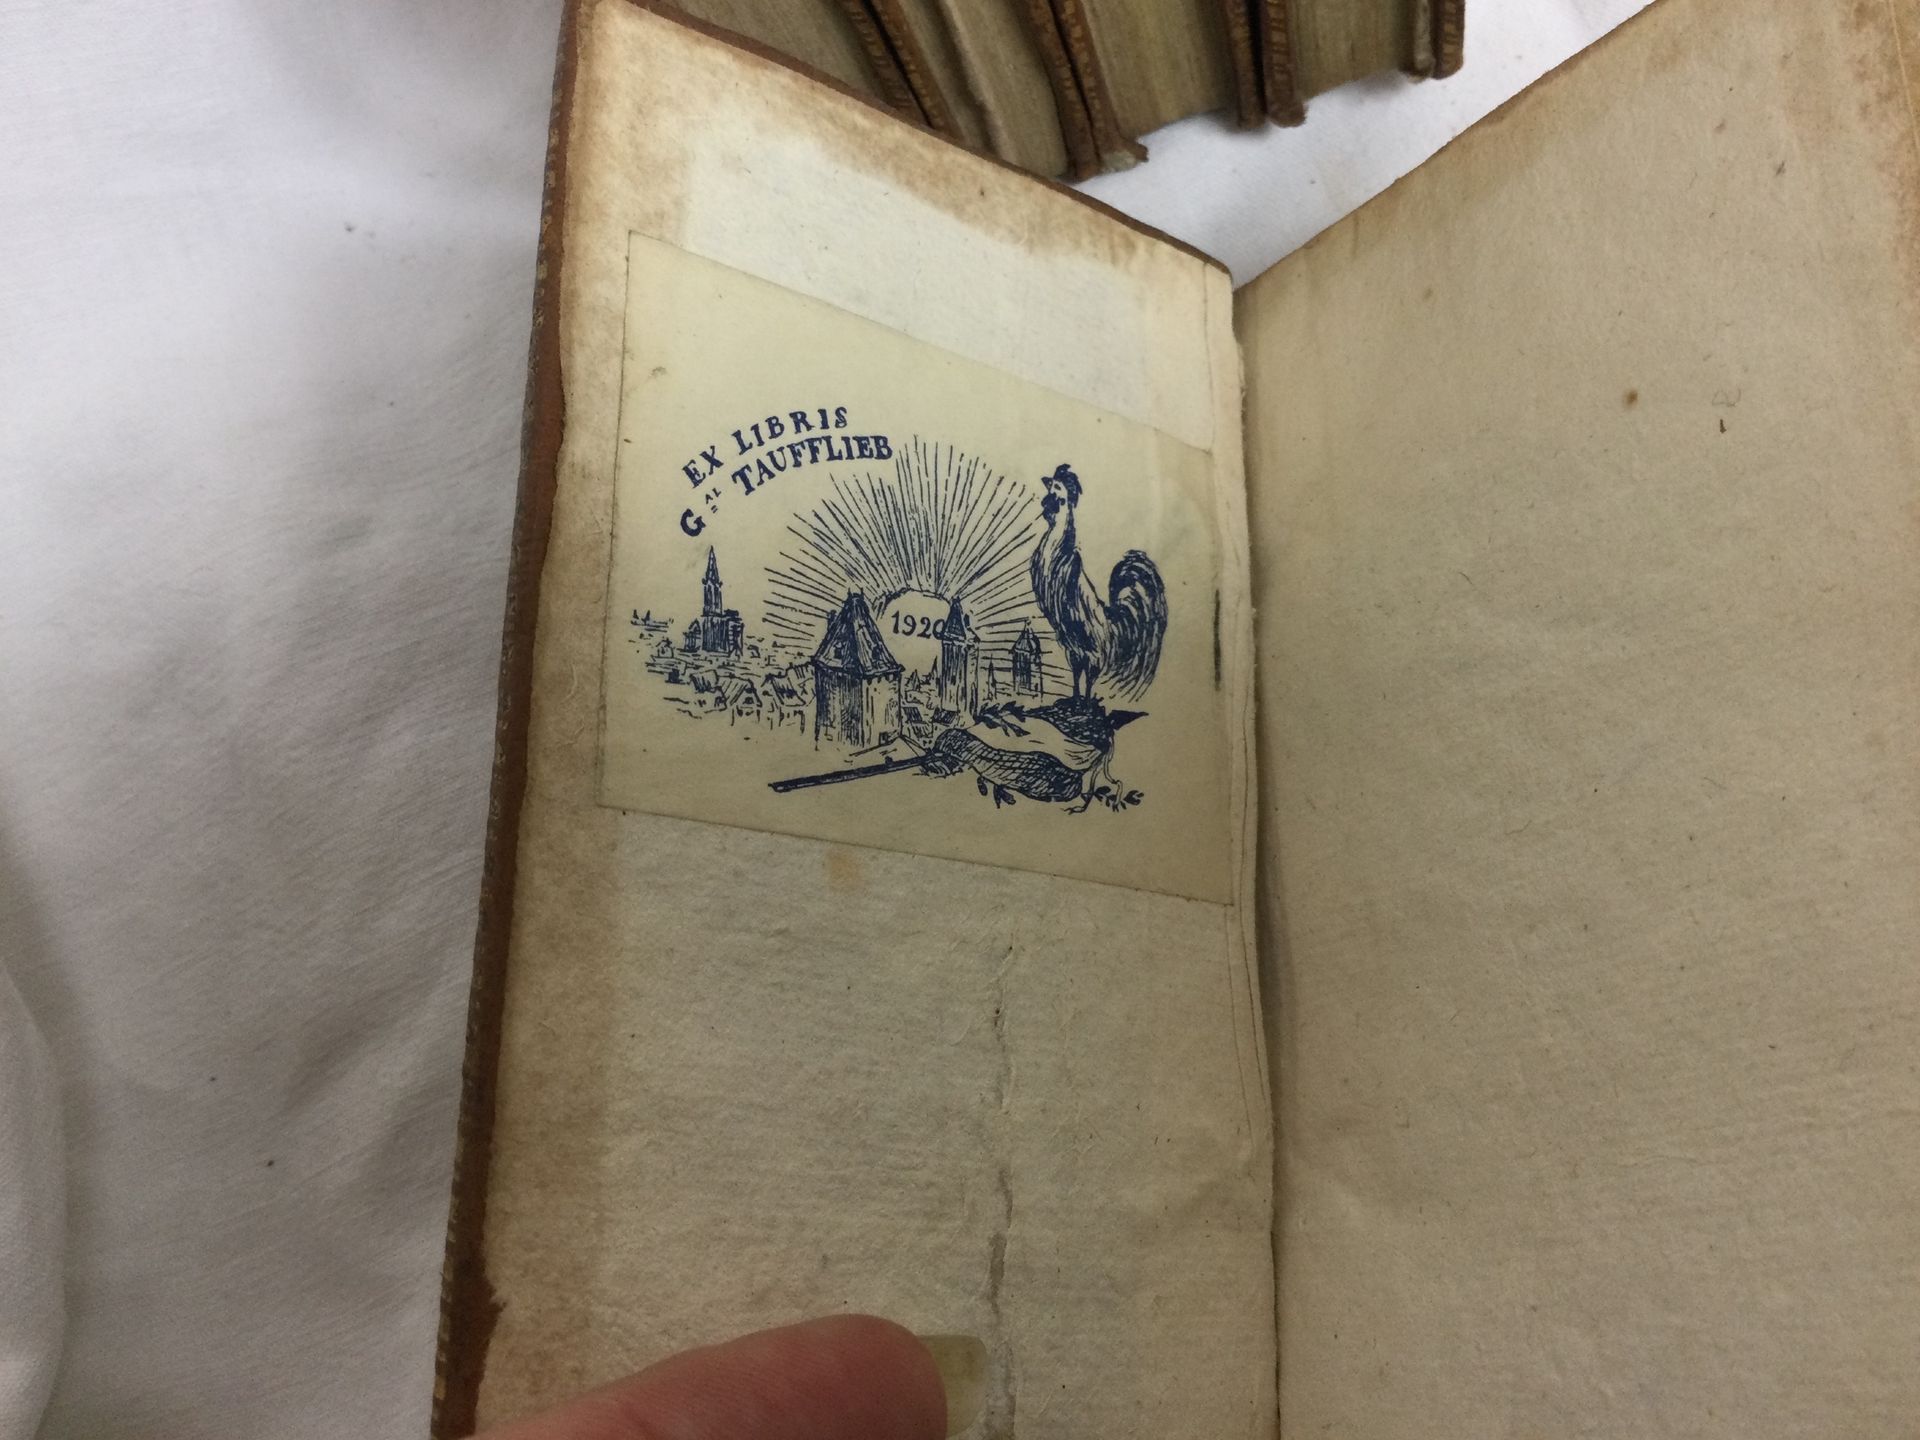 EX LIBRIS
Gal TAUFFLIEB
1920